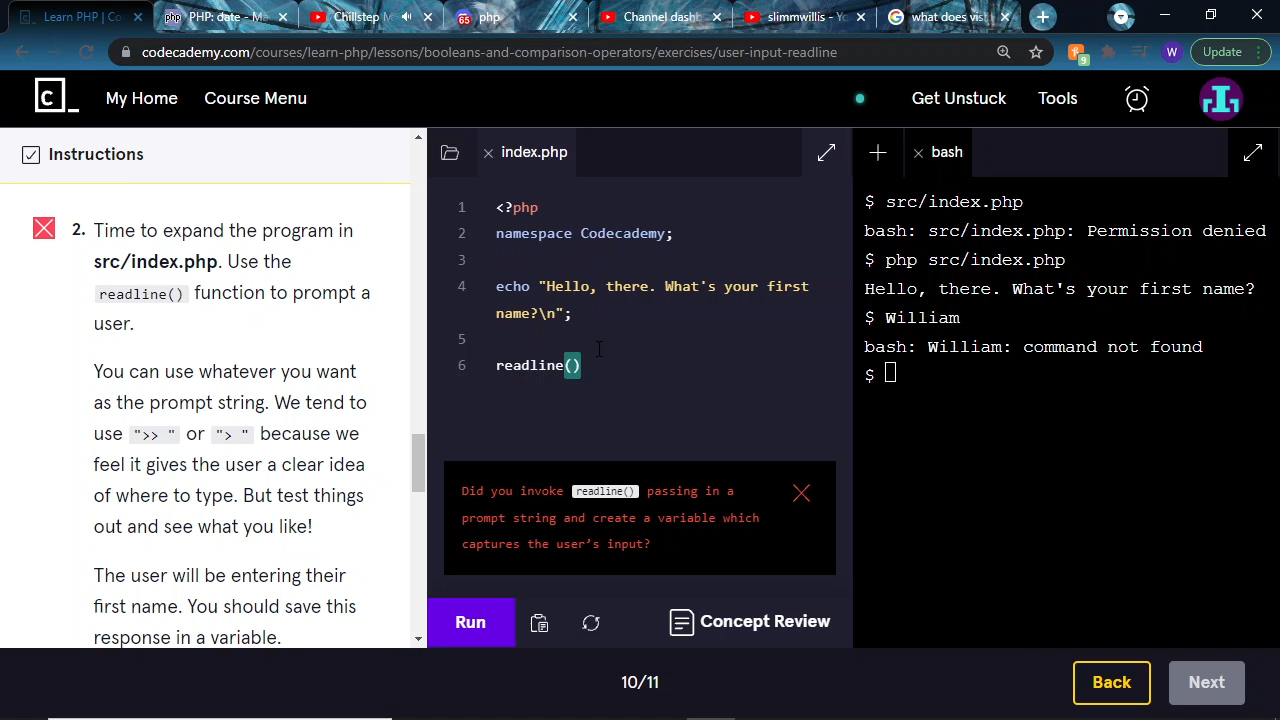 Learn PHP | Co
PHP: date - Ma
Chillstep M
65 php
Channel dashb
slimmwillis - Yo
what does vist
codecademy.com/courses/learn-php/lessons/booleans-and-comparison-operators/exercises/user-input-readline
9
W
Update
C_
My Home
Course Menu
Get Unstuck
Tools
Instructions
2. Time to expand the program in
src/index.php. Use the
readline() function to prompt a
user.
You can use whatever you want
as the prompt string. We tend to
use ">> " or "> " because we
feel it gives the user a clear idea
of where to type. But test things
out and see what you like!
The user will be entering their
first name. You should save this
response in a variable.
index.php
1 <?php
2 namespace Codecademy;
3
4 echo "Hello, there. What's your first
name?\n";
5
6 readline()
Did you invoke readline() passing in a
prompt string and create a variable which
captures the user's input?
Run
Concept Review
bash
$ src/index.php
bash: src/index.php: Permission denied
$ php src/index.php
Hello, there. What's your first name?
$ William
bash: William: command not found
$
10/11
Back
Next